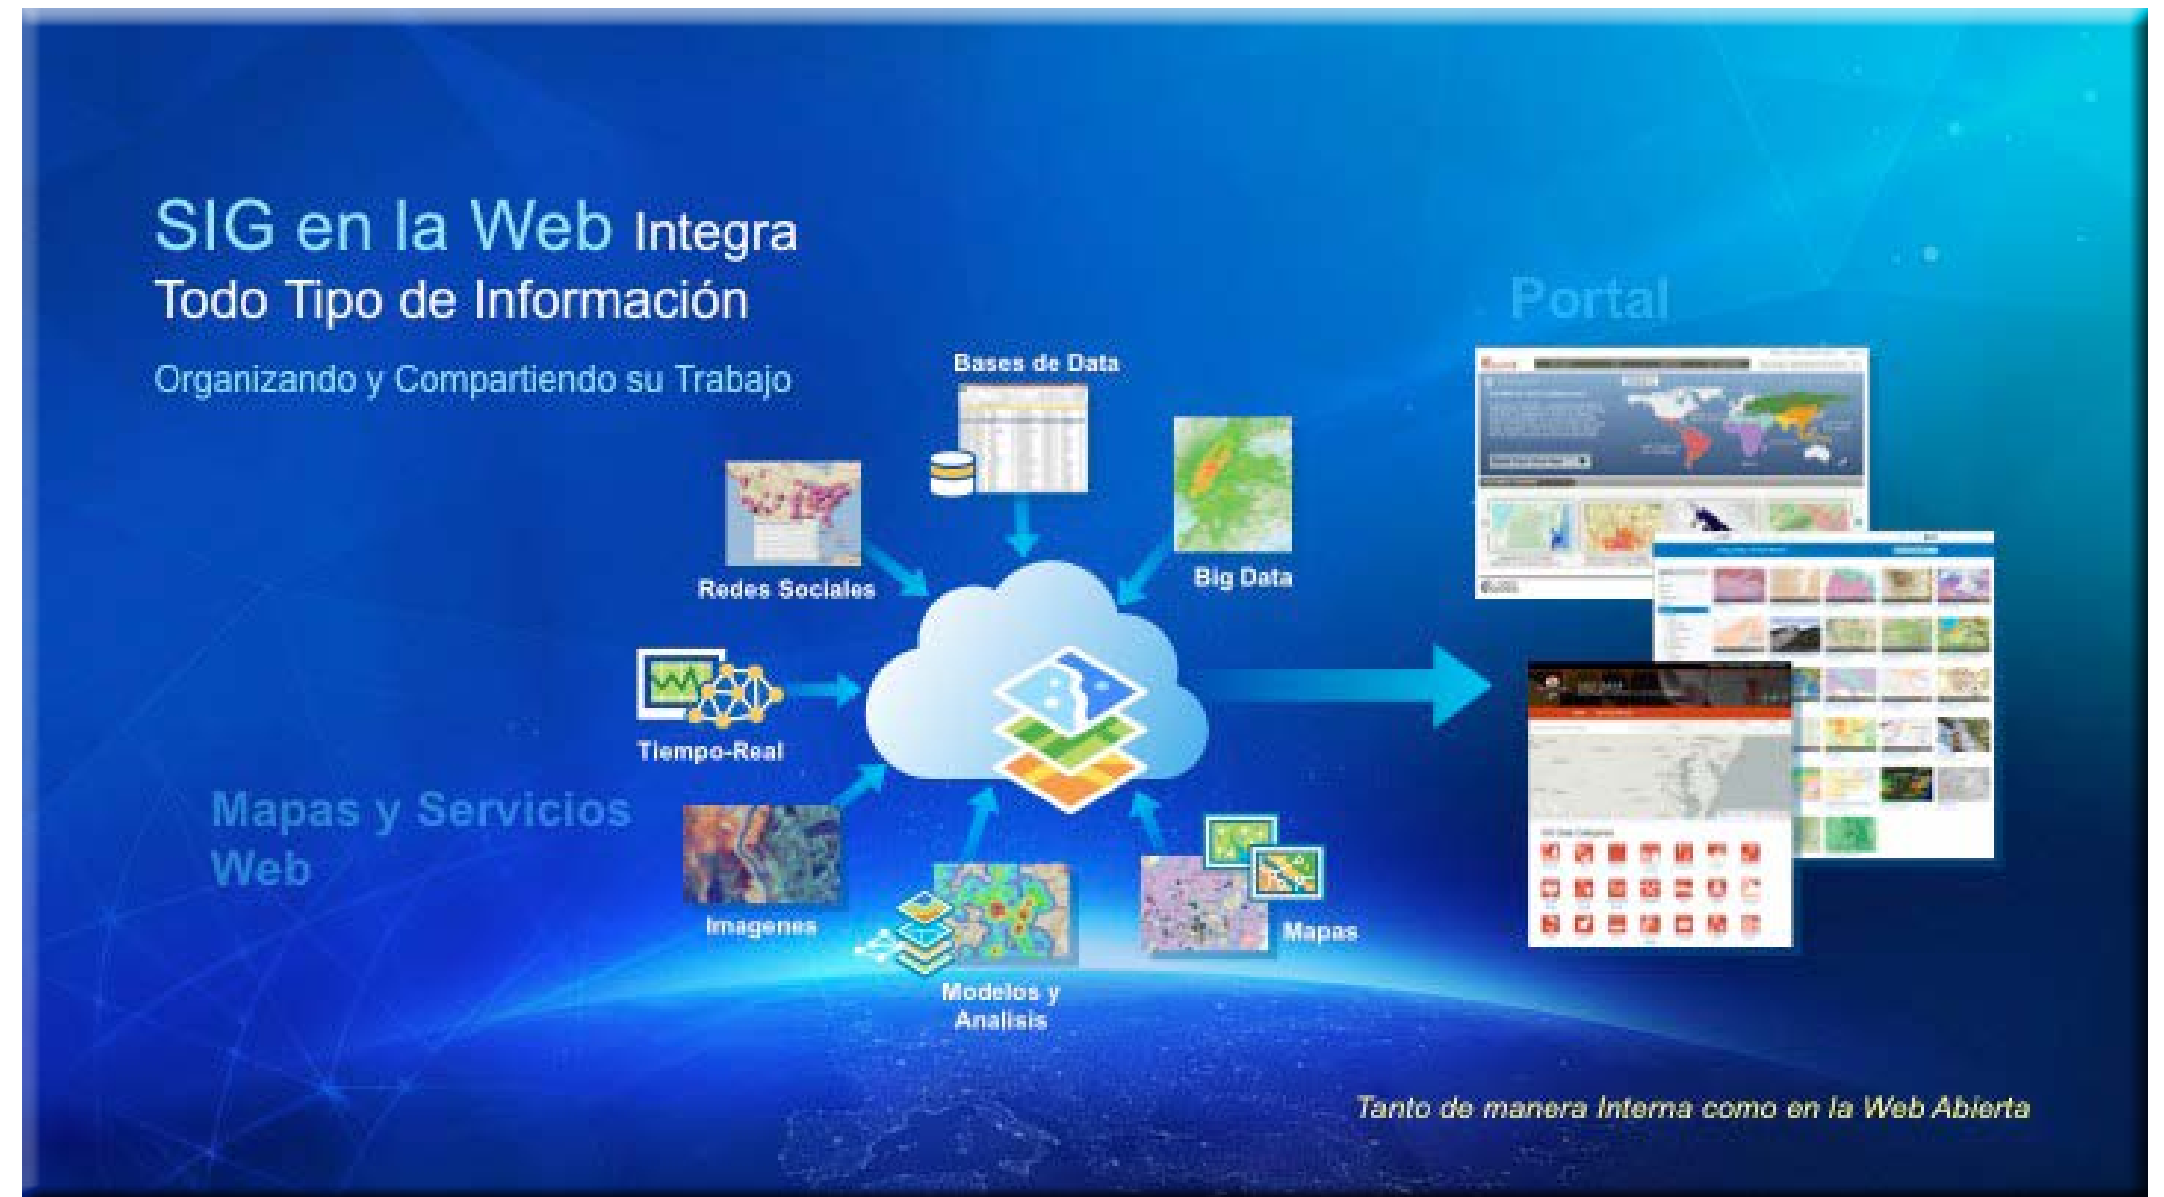 SIG en la Web Integra
Todo Tipo de Información
Organizando y Compartiendo su Trabajo
Portal
Bases de Data
Redes Sociales
Big Data
Tiempo-Real
Mapas y Servicios
Web
Imagenes
Mapas
Modelos y
Analisis
Tanto de manera Interna como en la Web Abierta